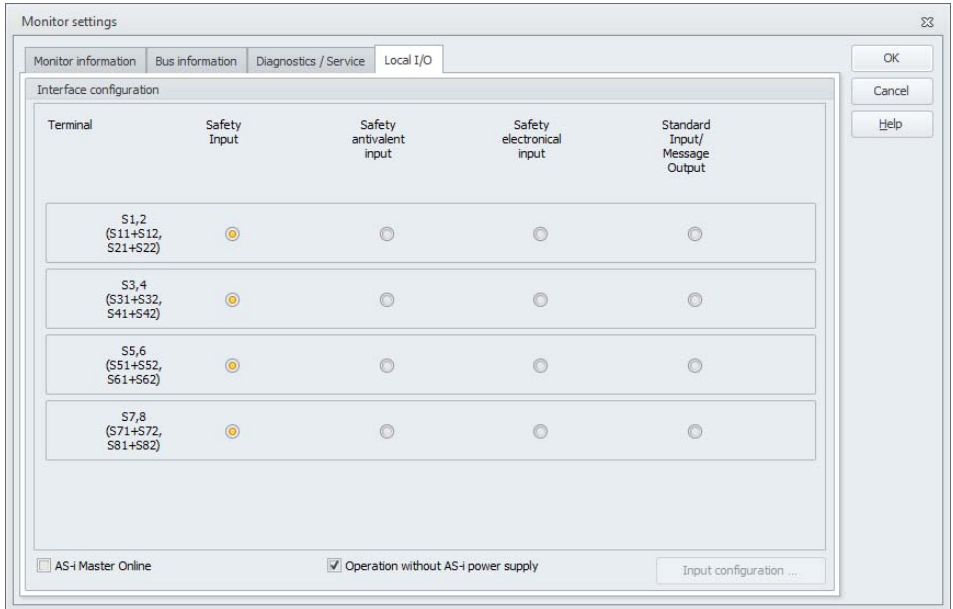 Monitor settings
Monitor information
Bus information
Diagnostics / Service
Local I/O
OK
Cancel
Help
Interface configuration
Terminal
Safety
Input
Safety
antivalent
input
Safety
electronical
input
Standard
Input/
Message
Output
S1,2
(S11+S12,
S21+S22)
S3,4
(S31+S32,
S41+S42)
S5,6
(S51+S52,
S61+S62)
S7,8
(S71+S72,
S81+S82)
AS-i Master Online
Operation without AS-i power supply
Input configuration ...